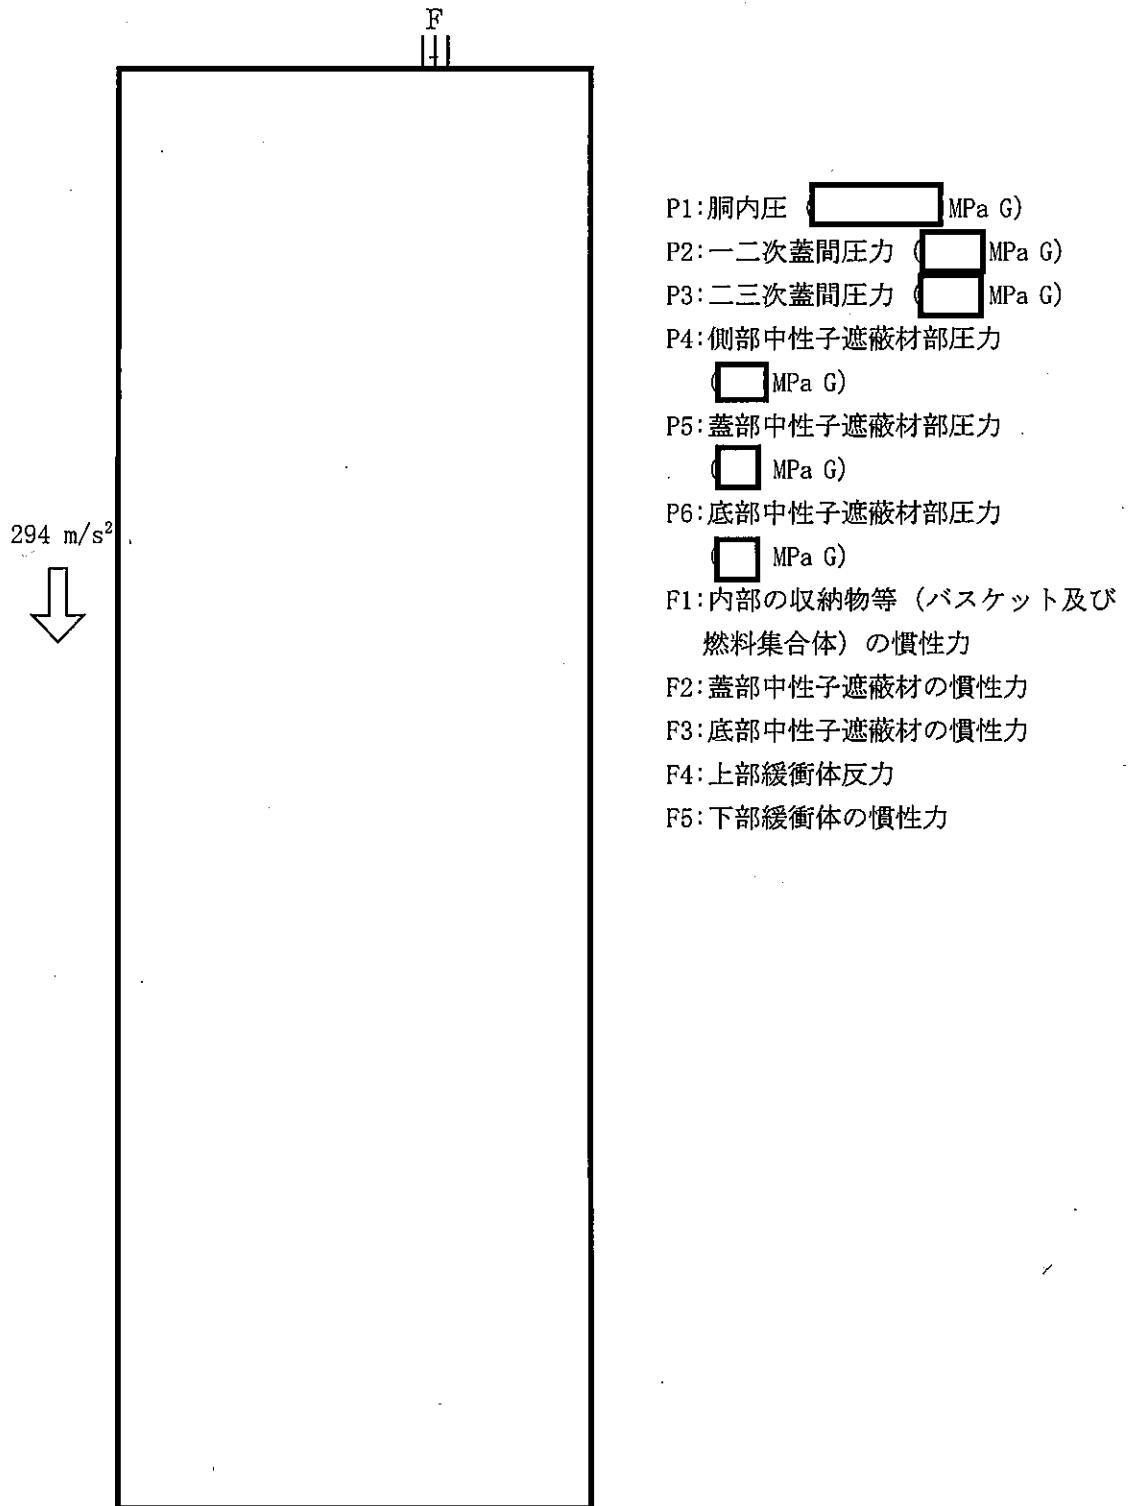 F
P1:胴内圧 ( MPa G)
P2:一二次蓋間圧力 ( MPa G)
P3:二三次蓋間圧力 ( MPa G)
P4:側部中性子遮蔽材部圧力
( MPa G)
P5:蓋部中性子遮蔽材部圧力
( MPa G)
P6:底部中性子遮蔽材部圧力
( MPa G)
F1:内部の収納物等（バスケット及び
燃料集合体）の慣性力
F2:蓋部中性子遮蔽材の慣性力
F3:底部中性子遮蔽材の慣性力
F4:上部緩衝体反力
F5:下部緩衝体の慣性力
294 m/s²